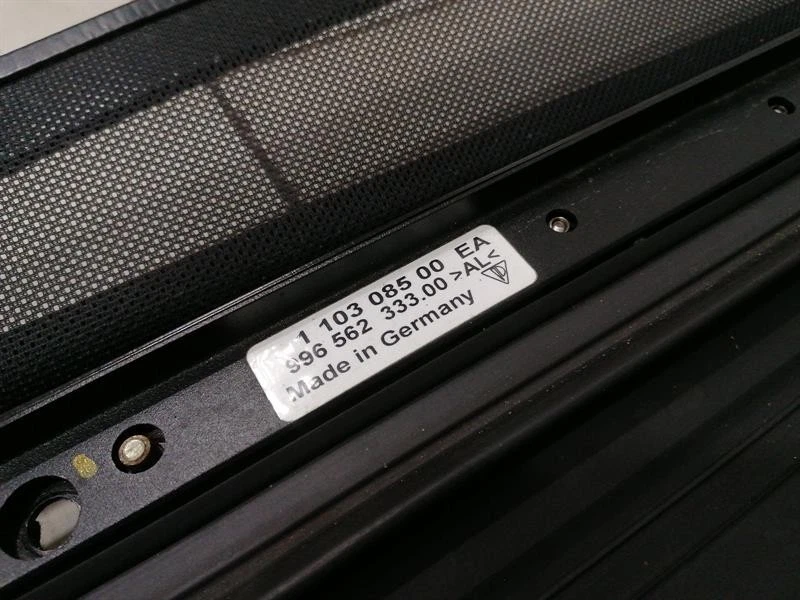 1 103 085 00 EA
996 562 333.00 >AL<
Made in Germany